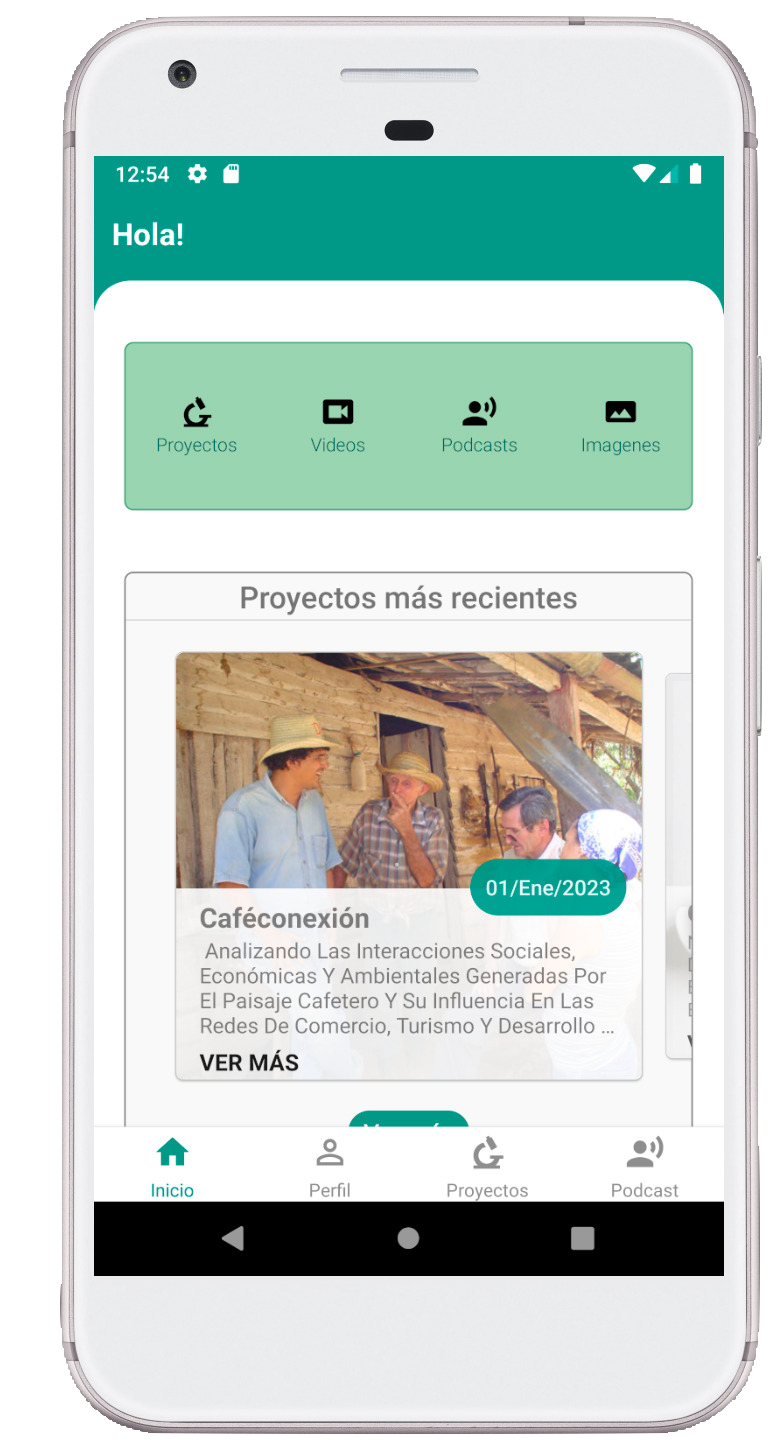 12:54
Hola!
Proyectos
Videos
Podcasts
Imagenes
Proyectos más recientes
01/Ene/2023
Caféconexión
Analizando Las Interacciones Sociales,
Económicas Y Ambientales Generadas Por
El Paisaje Cafetero Y Su Influencia En Las
Redes De Comercio, Turismo Y Desarrollo ...
VER MÁS
Inicio
Perfil
Proyectos
Podcast